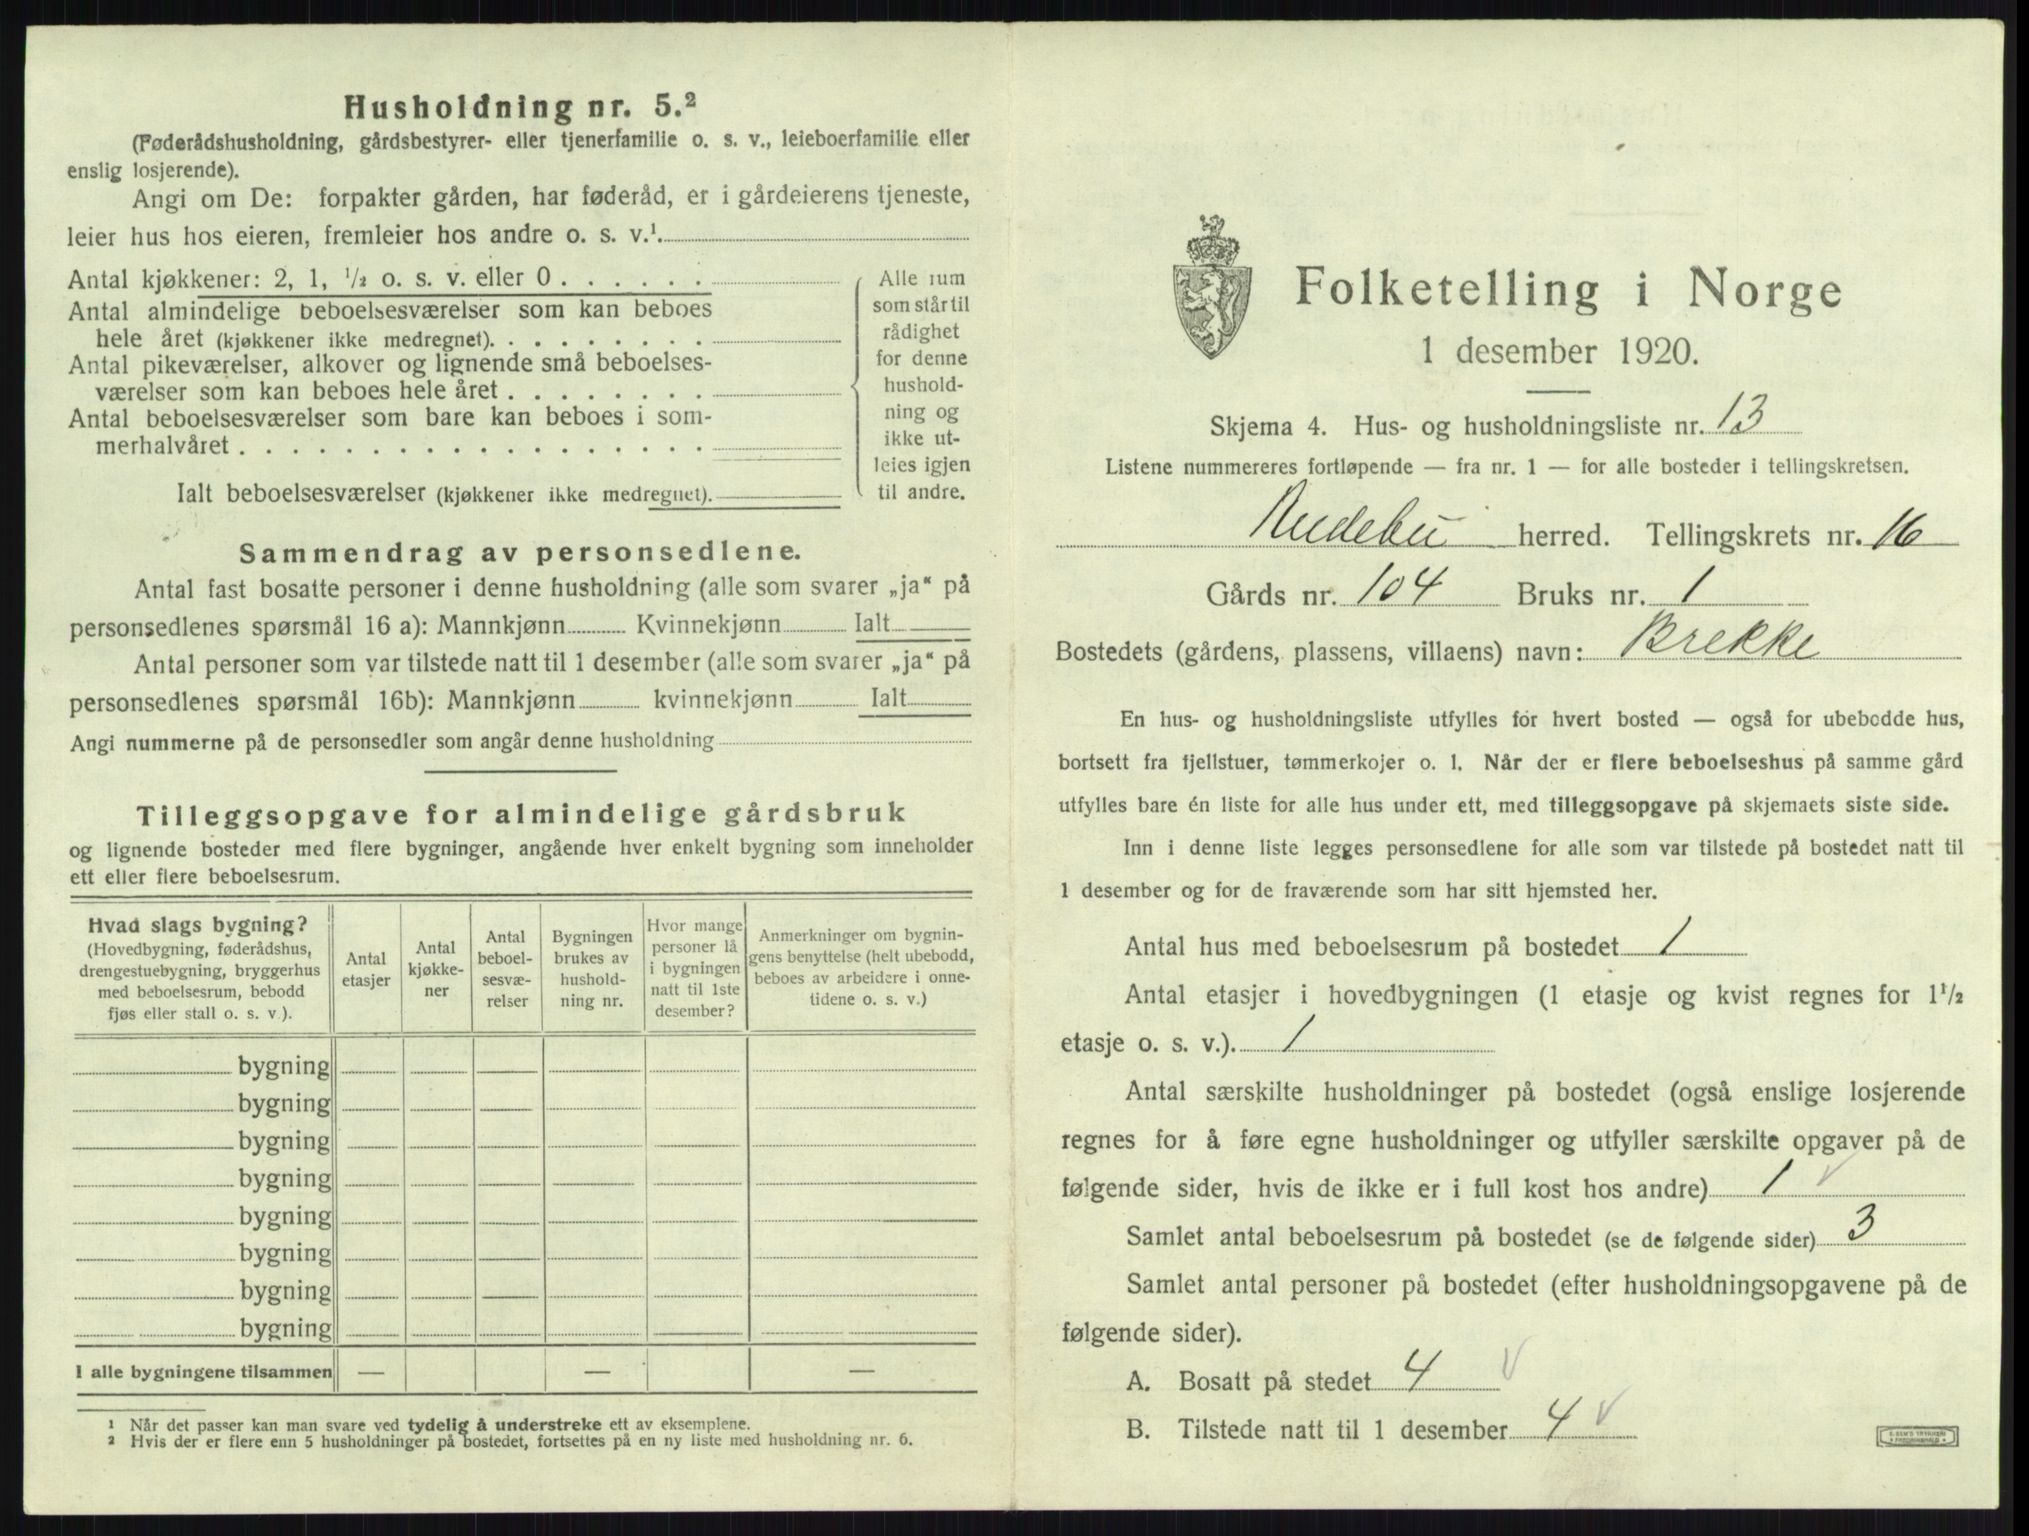 Husholdning nr. 5.²
(Føderådshusholdning, gårdsbestyrer- eller tjenerfamilie o. s. v., leieboerfamilie eller
enslig losjerende).
Angi om De: forpakter gården, har føderåd, er i gårdeierens tjeneste,
leier hus hos eieren, fremleier hos andre o. s. v.¹
Antal kjøkkener: 2, 1, ½ o. s. v. eller 0
Antal almindelige beboelsesværelser som kan beboes
hele året (kjøkkener ikke medregnet).
Antal pikeværelser, alkover og lignende små beboelses-
værelser som kan beboes hele året
Antal beboelsesværelser som bare kan beboes i som-
merhalvåret
Ialt beboelsesværelser (kjøkkener ikke medregnet).
Alle rum
som står til
rådighet
for denne
hushold-
ning og
ikke ut-
leies igjen
til andre.
Sammendrag av personsedlene.
Antal fast bosatte personer i denne husholdning (alle som svarer „ja“ på
personsedlenes spørsmål 16 a): Mannkjønn Kvinnekjønn Ialt
Antal personer som var tilstede natt til 1 desember (alle som svarer „ja“ på
personsedlenes spørsmål 16b): Mannkjønn kvinnekjønn Ialt
Angi nummerne på de personsedler som angår denne husholdning
Tilleggsopgave for almindelige gårdsbruk
og lignende bosteder med flere bygninger, angående hver enkelt bygning som inneholder
ett eller flere beboelsesrum.
Hvad slags bygning?
(Hovedbygning, føderådshus,
drengestuebygning, bryggerhus
med beboelsesrum, bebodd
fjøs eller stall o. s. v ).
Antal
etasjer
Antal
kjøkke-
ner
Antal
beboel-
sesvæ-
relser
Bygningen
brukes av
hushold-
ning nr.
Hvor mange
personer lå
i bygningen
natt til 1ste
desember?
Anmerkninger om bygnin-
gens benyttelse (helt ubebodd,
beboes av arbeidere i onne-
tidene o. s. v.)
bygning
bygning
bygning
bygning
bygning
bygning
bygning
bygning
I alle bygningene tilsammen — — —
¹ Når det passer kan man svare ved tydelig å understreke ett av eksemplene.
² Hvis der er flere enn 5 husholdninger på bostedet, fortsettes på en ny liste med husholdning nr. 6.
Folketelling i Norge
1 desember 1920.
Skjema 4. Hus- og husholdningsliste nr. 13
Listene nummereres fortløpende — fra nr. 1 — for alle bosteder i tellingskretsen.
Andebu herred. Tellingskrets nr. 16
Gårds nr. 104 Bruks nr. 1
Bostedets (gårdens, plassens, villaens) navn: Brekke
En hus- og husholdningsliste utfylles for hvert bosted — også for ubebodde hus,
bortsett fra fjellstuer, tømmerkojer o. l. Når der er flere beboelseshus på samme gård
utfylles bare én liste for alle hus under ett, med tilleggsopgave på skjemaets siste side.
Inn i denne liste legges personsedlene for alle som var tilstede på bostedet natt til
1 desember og for de fraværende som har sitt hjemsted her.
Antal hus med beboelsesrum på bostedet 1
Antal etasjer i hovedbygningen (1 etasje og kvist regnes for 1½
etasje o. s. v.). 1
Antal særskilte husholdninger på bostedet (også enslige losjerende
regnes for å føre egne husholdninger og utfyller særskilte opgaver på de
følgende sider, hvis de ikke er i full kost hos andre) 1 ✓
Samlet antal beboelsesrum på bostedet (se de følgende sider) 3
Samlet antal personer på bostedet (efter husholdningsopgavene på de
følgende sider).
A. Bosatt på stedet 4 ✓
B. Tilstede natt til 1 desember 4 ✓